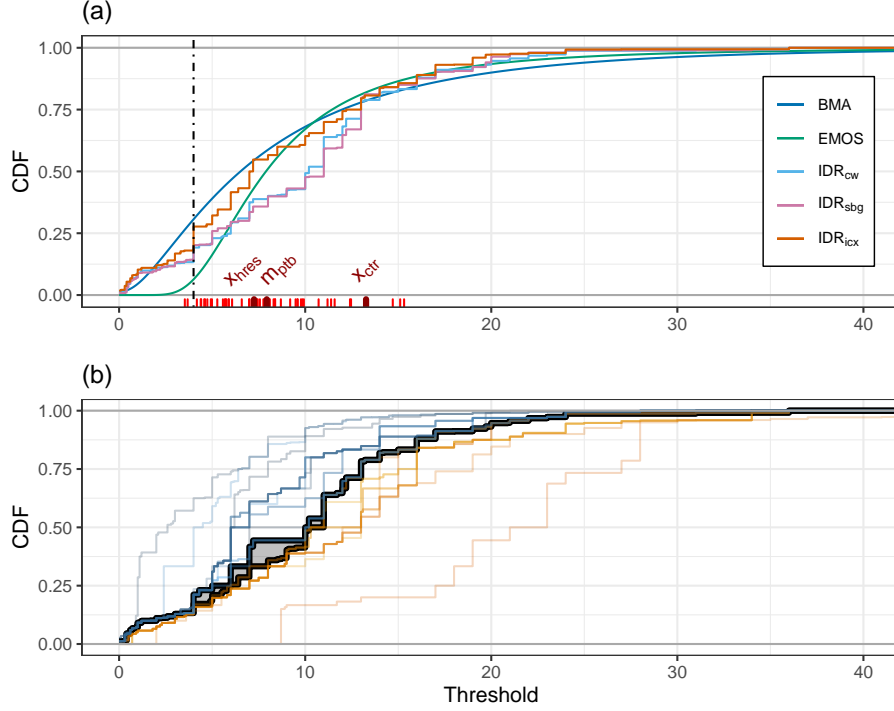 (a)
CDF
1.00
0.75
0.50
0.25
0.00
BMA
EMOS
IDRcw
IDRsbg
IDRicx
xhres
mptb
xctr
0 10 20 30 40
(b)
CDF
1.00
0.75
0.50
0.25
0.00
0 10 20 30 40
Threshold